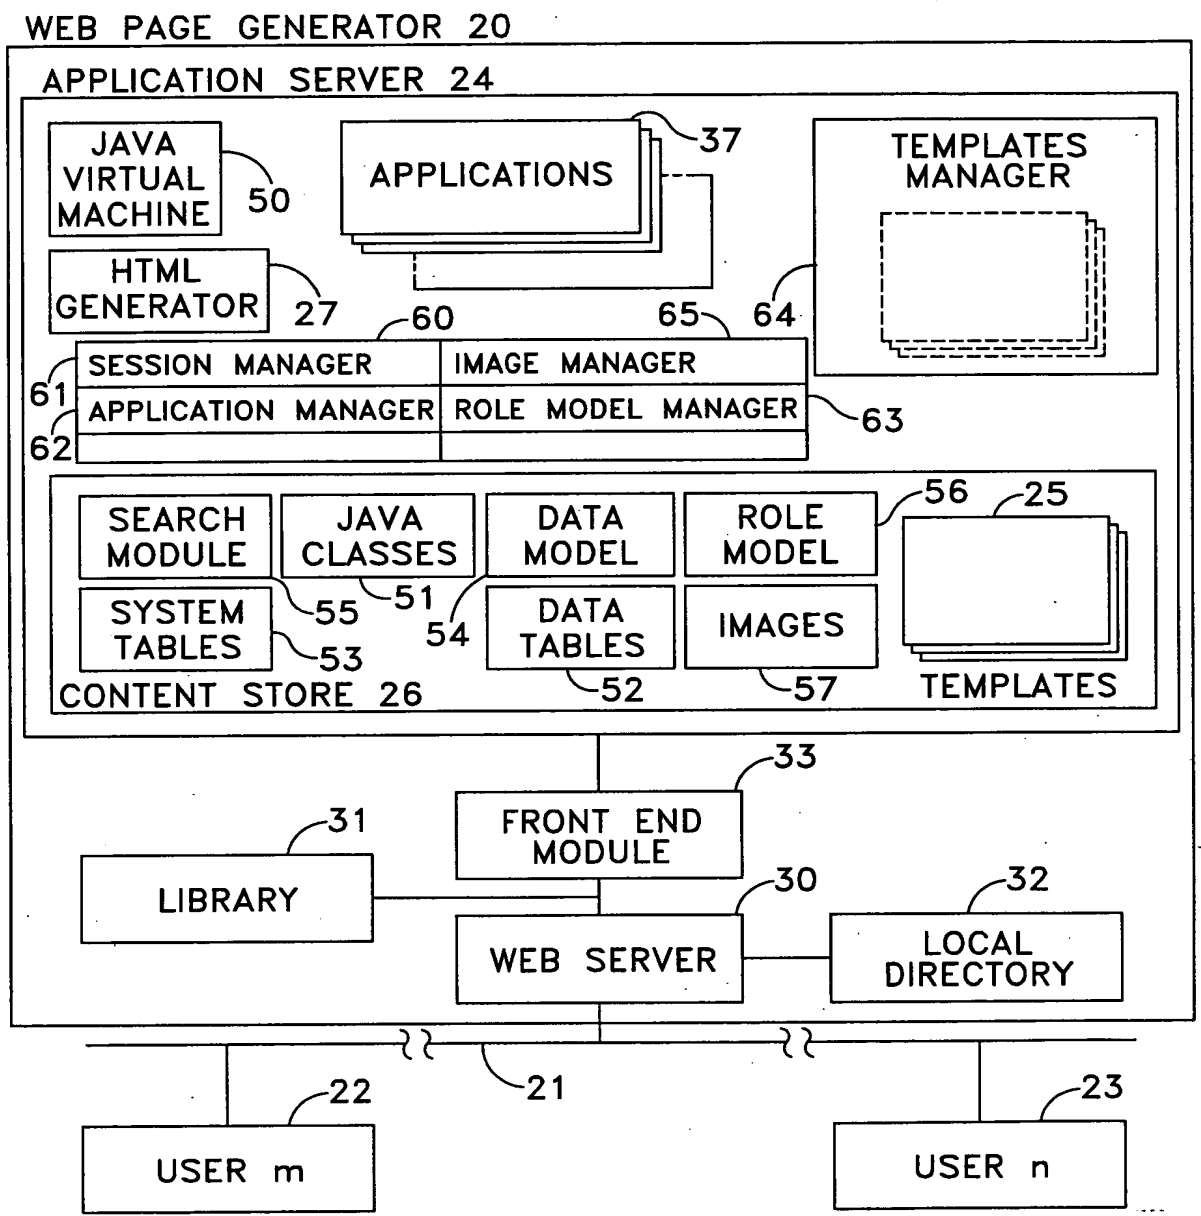 WEB PAGE GENERATOR 20
APPLICATION SERVER 24
JAVA
VIRTUAL
MACHINE
50
APPLICATIONS
37
TEMPLATES
MANAGER
64
HTML
GENERATOR
27
60
65
SESSION MANAGER
IMAGE MANAGER
61
APPLICATION MANAGER
ROLE MODEL MANAGER
63
62
SEARCH
MODULE
55
JAVA
CLASSES
51
DATA
MODEL
54
ROLE
MODEL
56
25
SYSTEM
TABLES
53
DATA
TABLES
52
IMAGES
57
TEMPLATES
CONTENT STORE 26
33
FRONT END
MODULE
31
LIBRARY
30
WEB SERVER
32
LOCAL
DIRECTORY
21
22
USER m
23
USER n